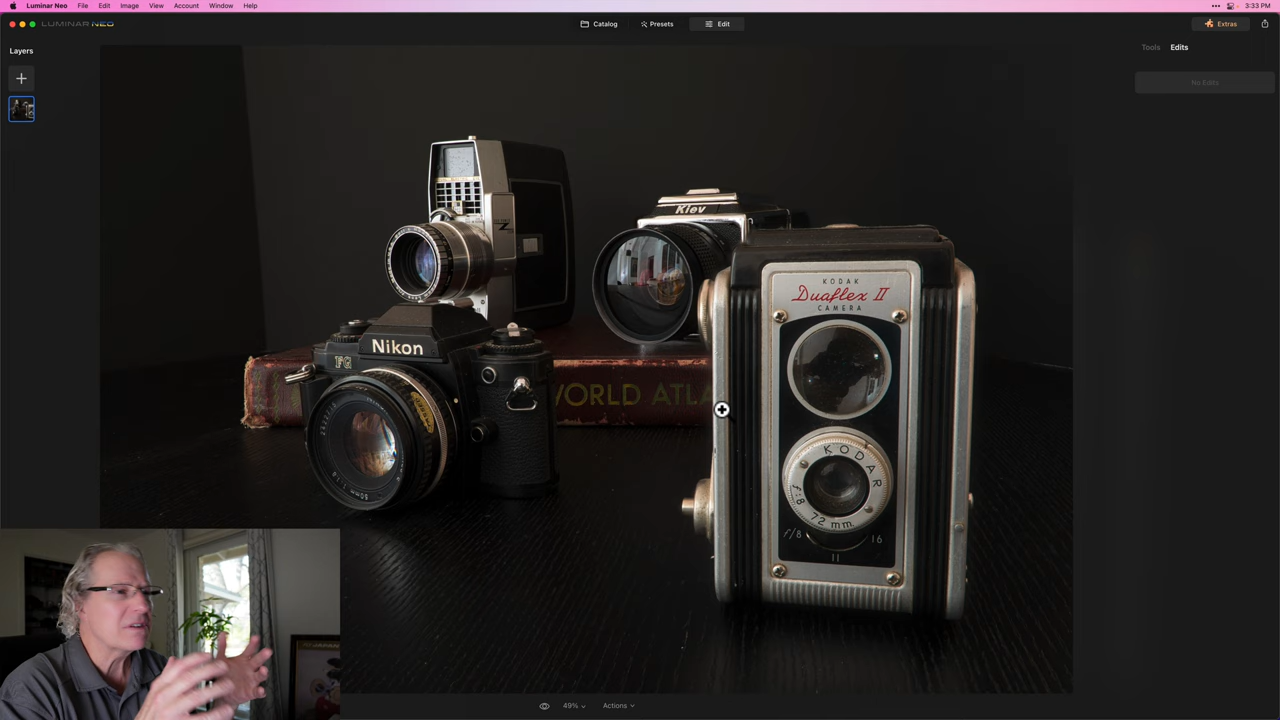 Luminar Neo File Edit Image View Account Window Help
3:33 PM
LUMINAR NEO
Catalog
Presets
Edit
Extras
Layers
Tools
Edits
No Edits
Kiev
KODAK
Duaflex II
CAMERA
Nikon
FG
WORLD ATLA
KODAR
f:8
72 mm.
f/8
16
11
49%
Actions